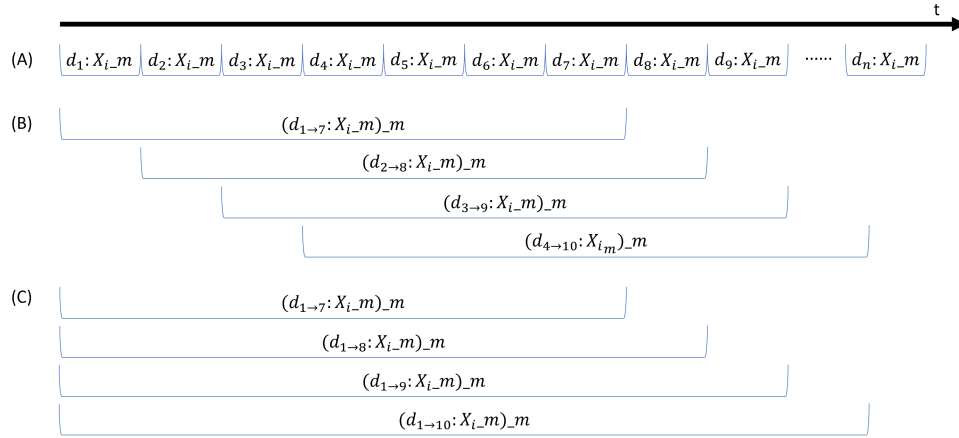 t
(A) d₁: Xᵢ_m d₂: Xᵢ_m d₃: Xᵢ_m d₄: Xᵢ_m d₅: Xᵢ_m d₆: Xᵢ_m d₇: Xᵢ_m d₈: Xᵢ_m d₉: Xᵢ_m ...... dₙ: Xᵢ_m
(B) (d₁→₇: Xᵢ_m)_m
(d₂→₈: Xᵢ_m)_m
(d₃→₉: Xᵢ_m)_m
(d₄→₁₀: X_{i_m})_m
(C) (d₁→₇: Xᵢ_m)_m
(d₁→₈: Xᵢ_m)_m
(d₁→₉: Xᵢ_m)_m
(d₁→₁₀: Xᵢ_m)_m